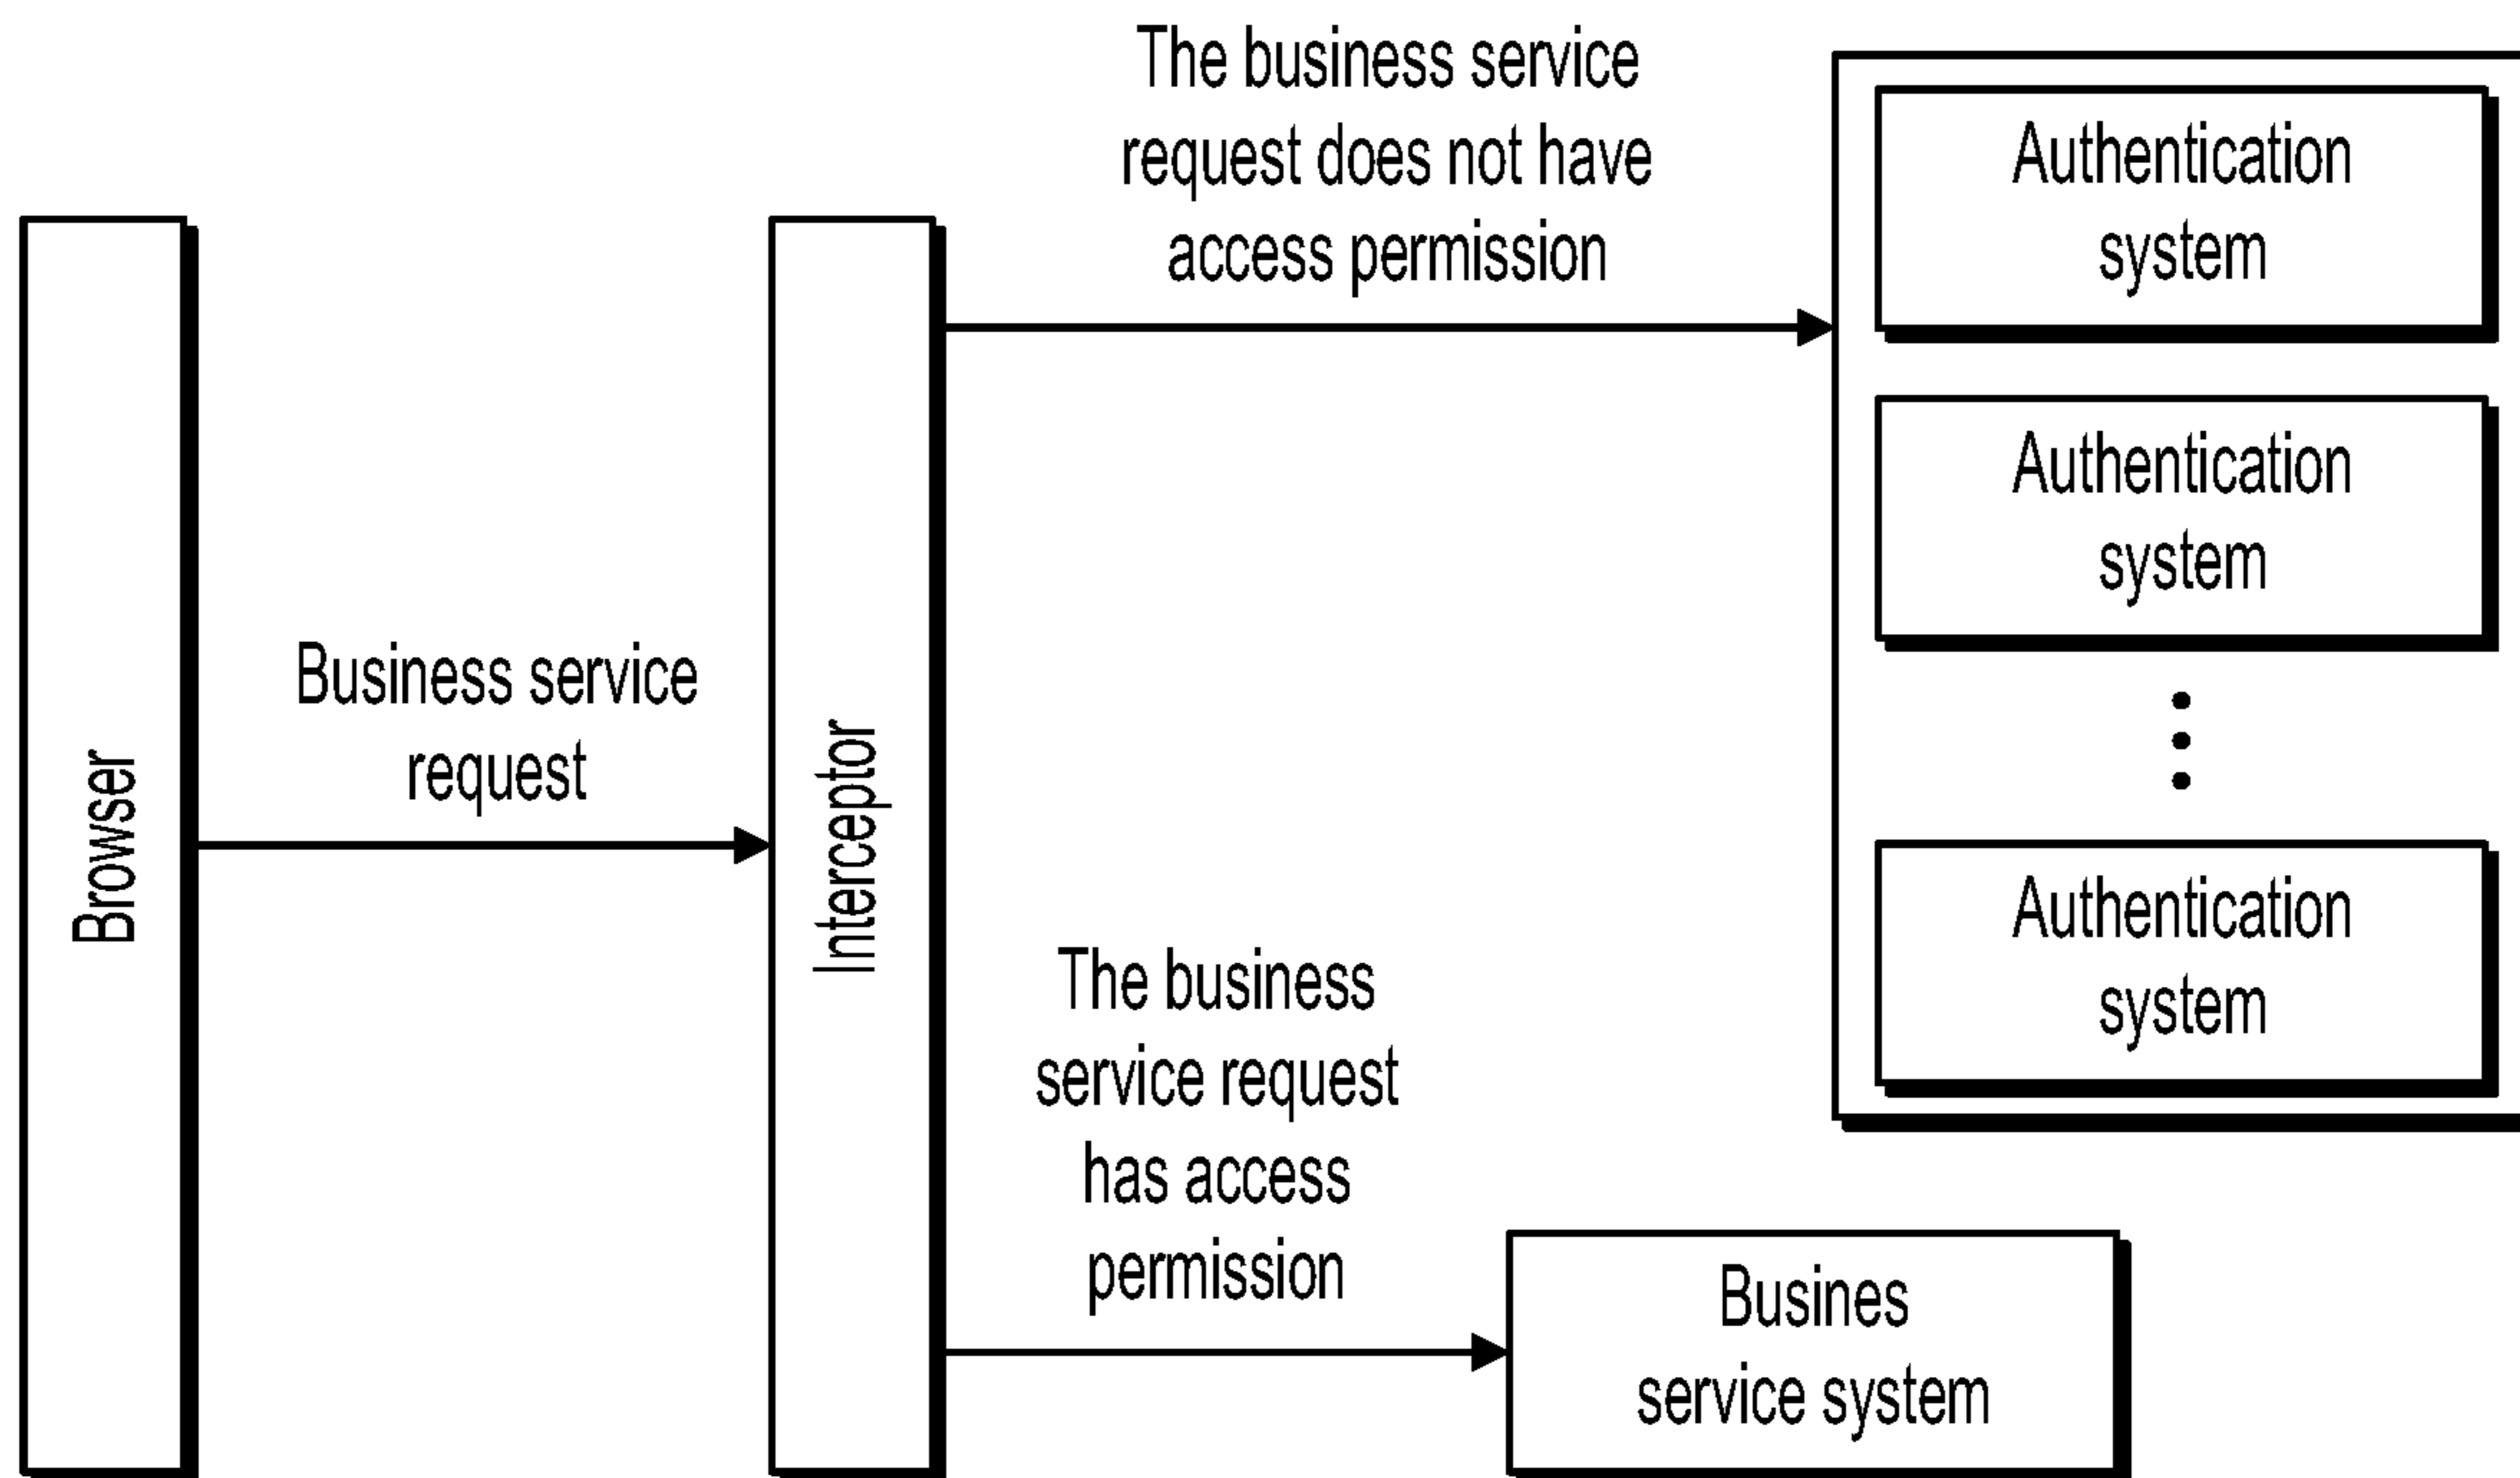 Browser
Business service
request
Interceptor
The business service
request does not have
access permission
The business
service request
has access
permission
Authentication
system
Authentication
system
Authentication
system
Busines
service system